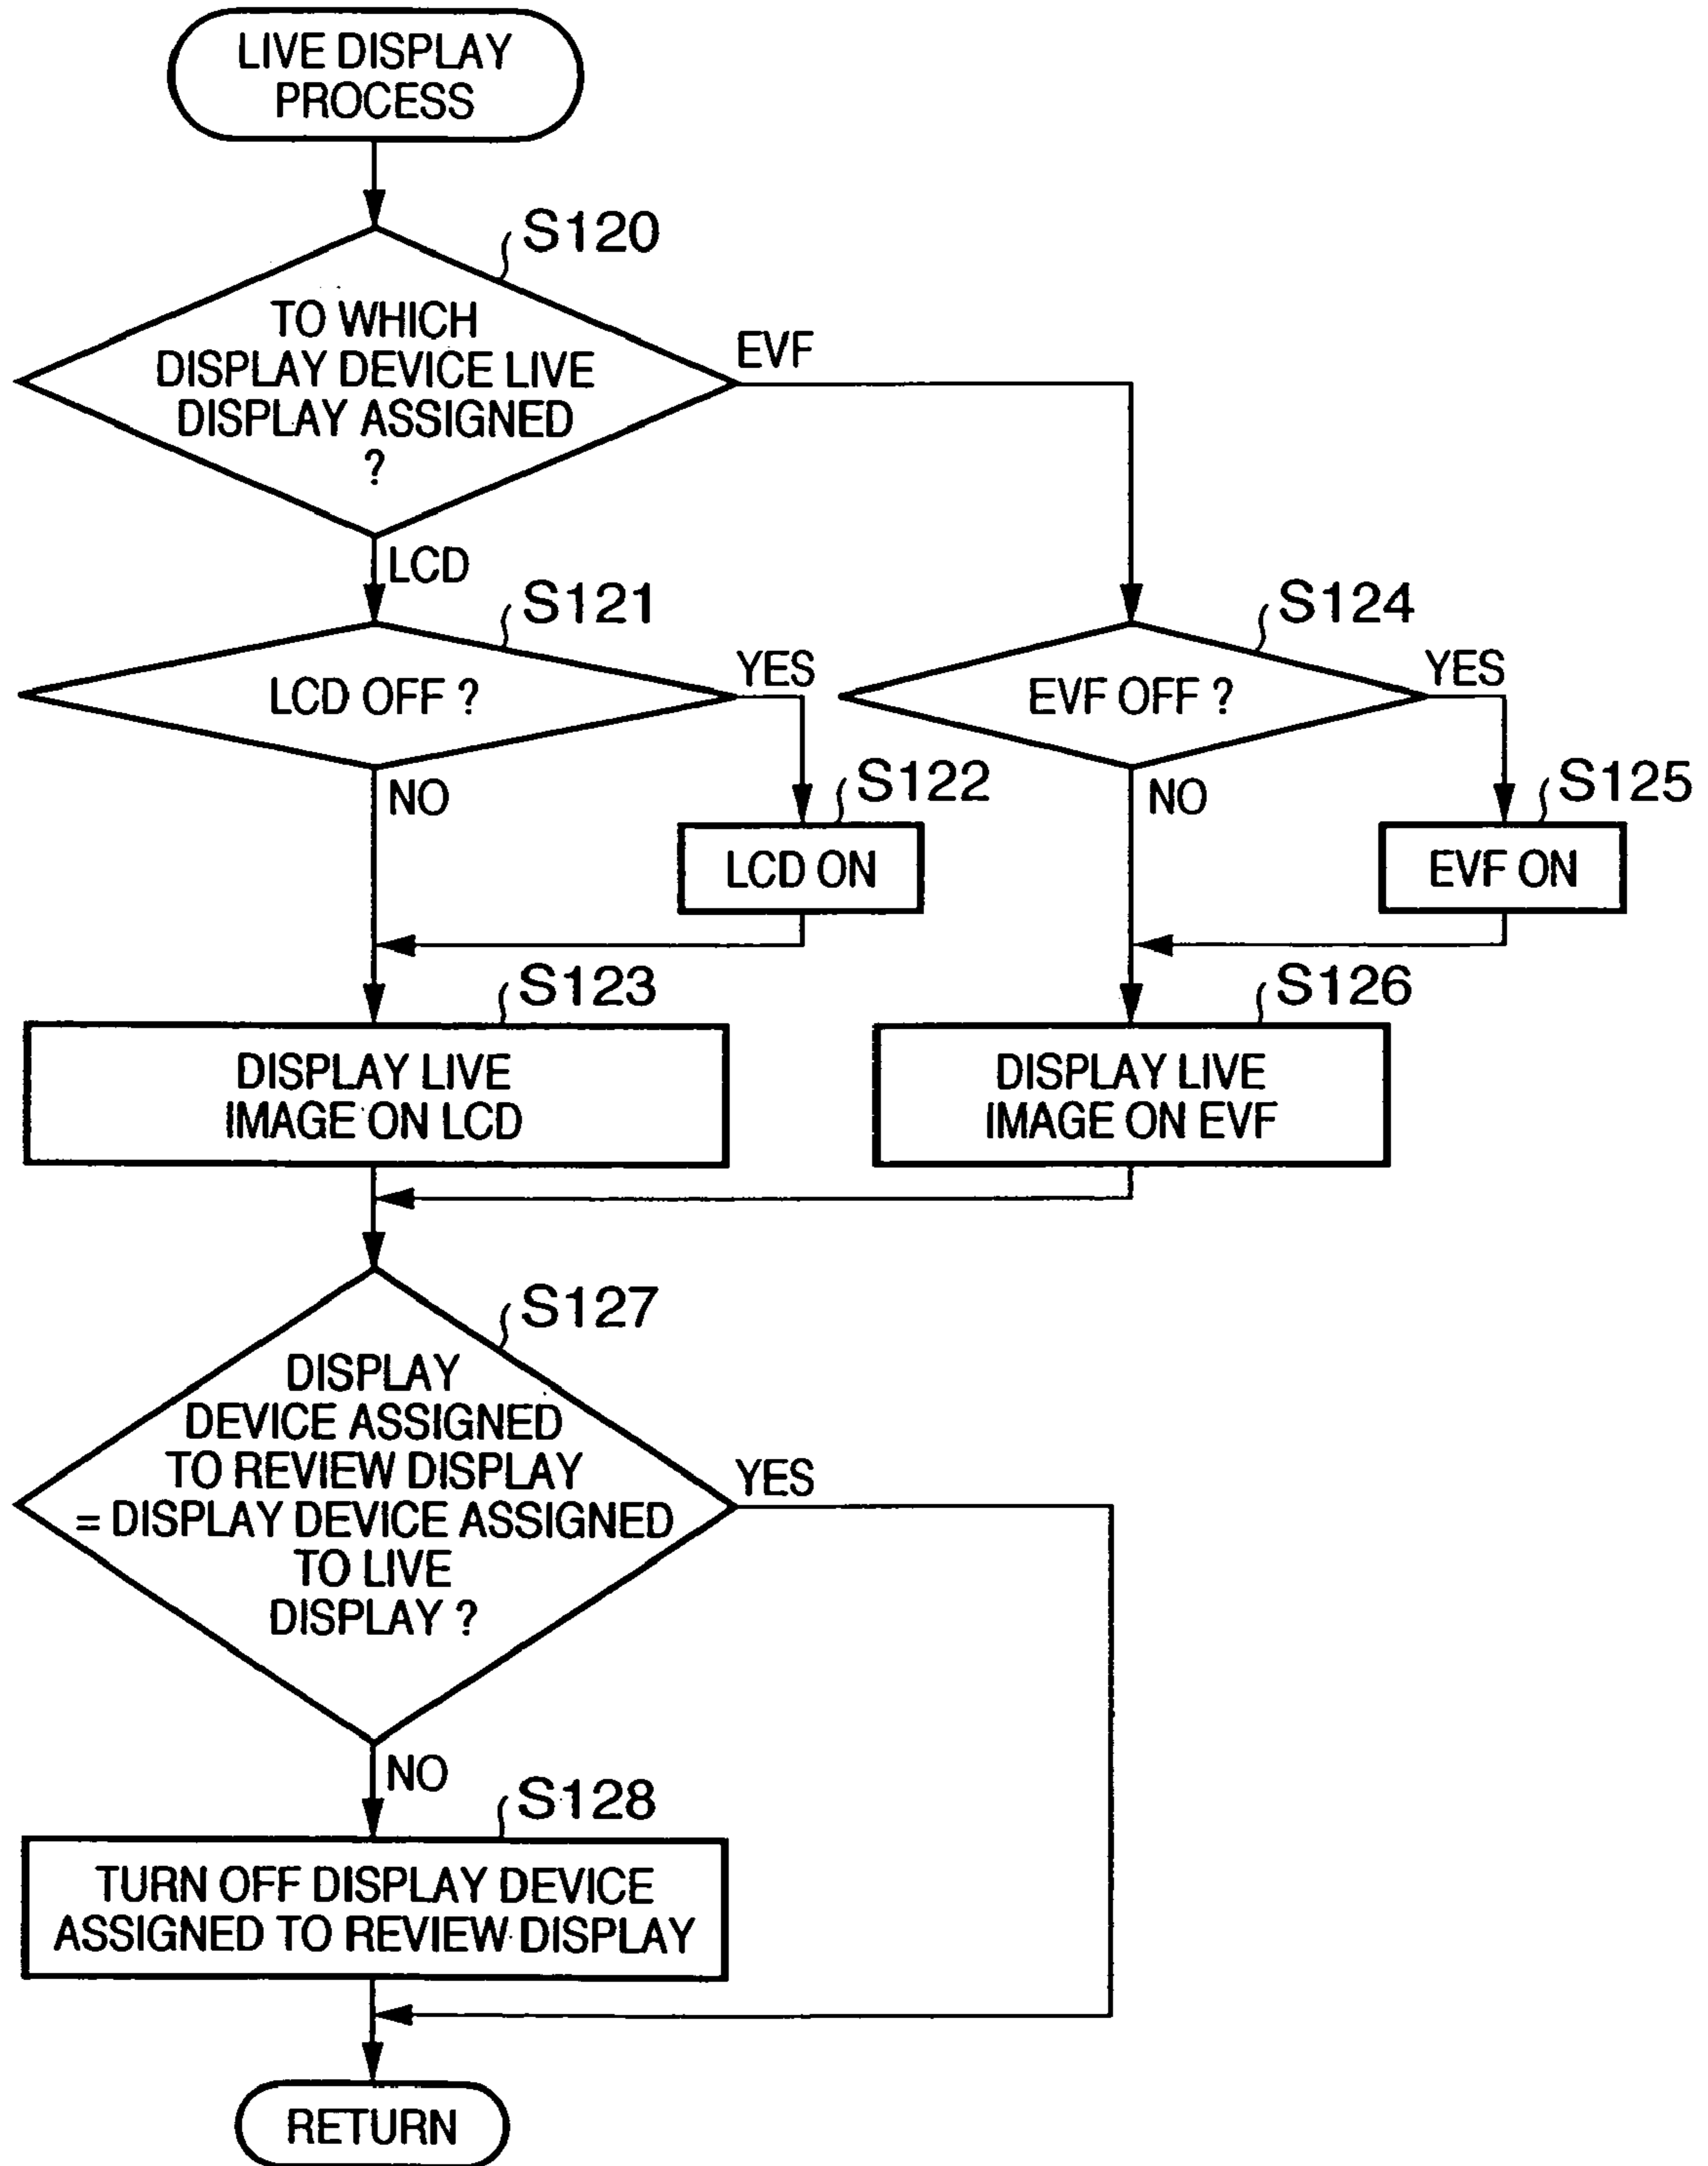 LIVE DISPLAY
PROCESS
S120
TO WHICH
DISPLAY DEVICE LIVE
DISPLAY ASSIGNED
?
EVF
LCD
S121
LCD OFF ?
YES
NO
S122
LCD ON
S124
EVF OFF ?
YES
NO
S125
EVF ON
S123
DISPLAY LIVE
IMAGE ON LCD
S126
DISPLAY LIVE
IMAGE ON EVF
S127
DISPLAY
DEVICE ASSIGNED
TO REVIEW DISPLAY
= DISPLAY DEVICE ASSIGNED
TO LIVE
DISPLAY ?
YES
NO
S128
TURN OFF DISPLAY DEVICE
ASSIGNED TO REVIEW DISPLAY
RETURN